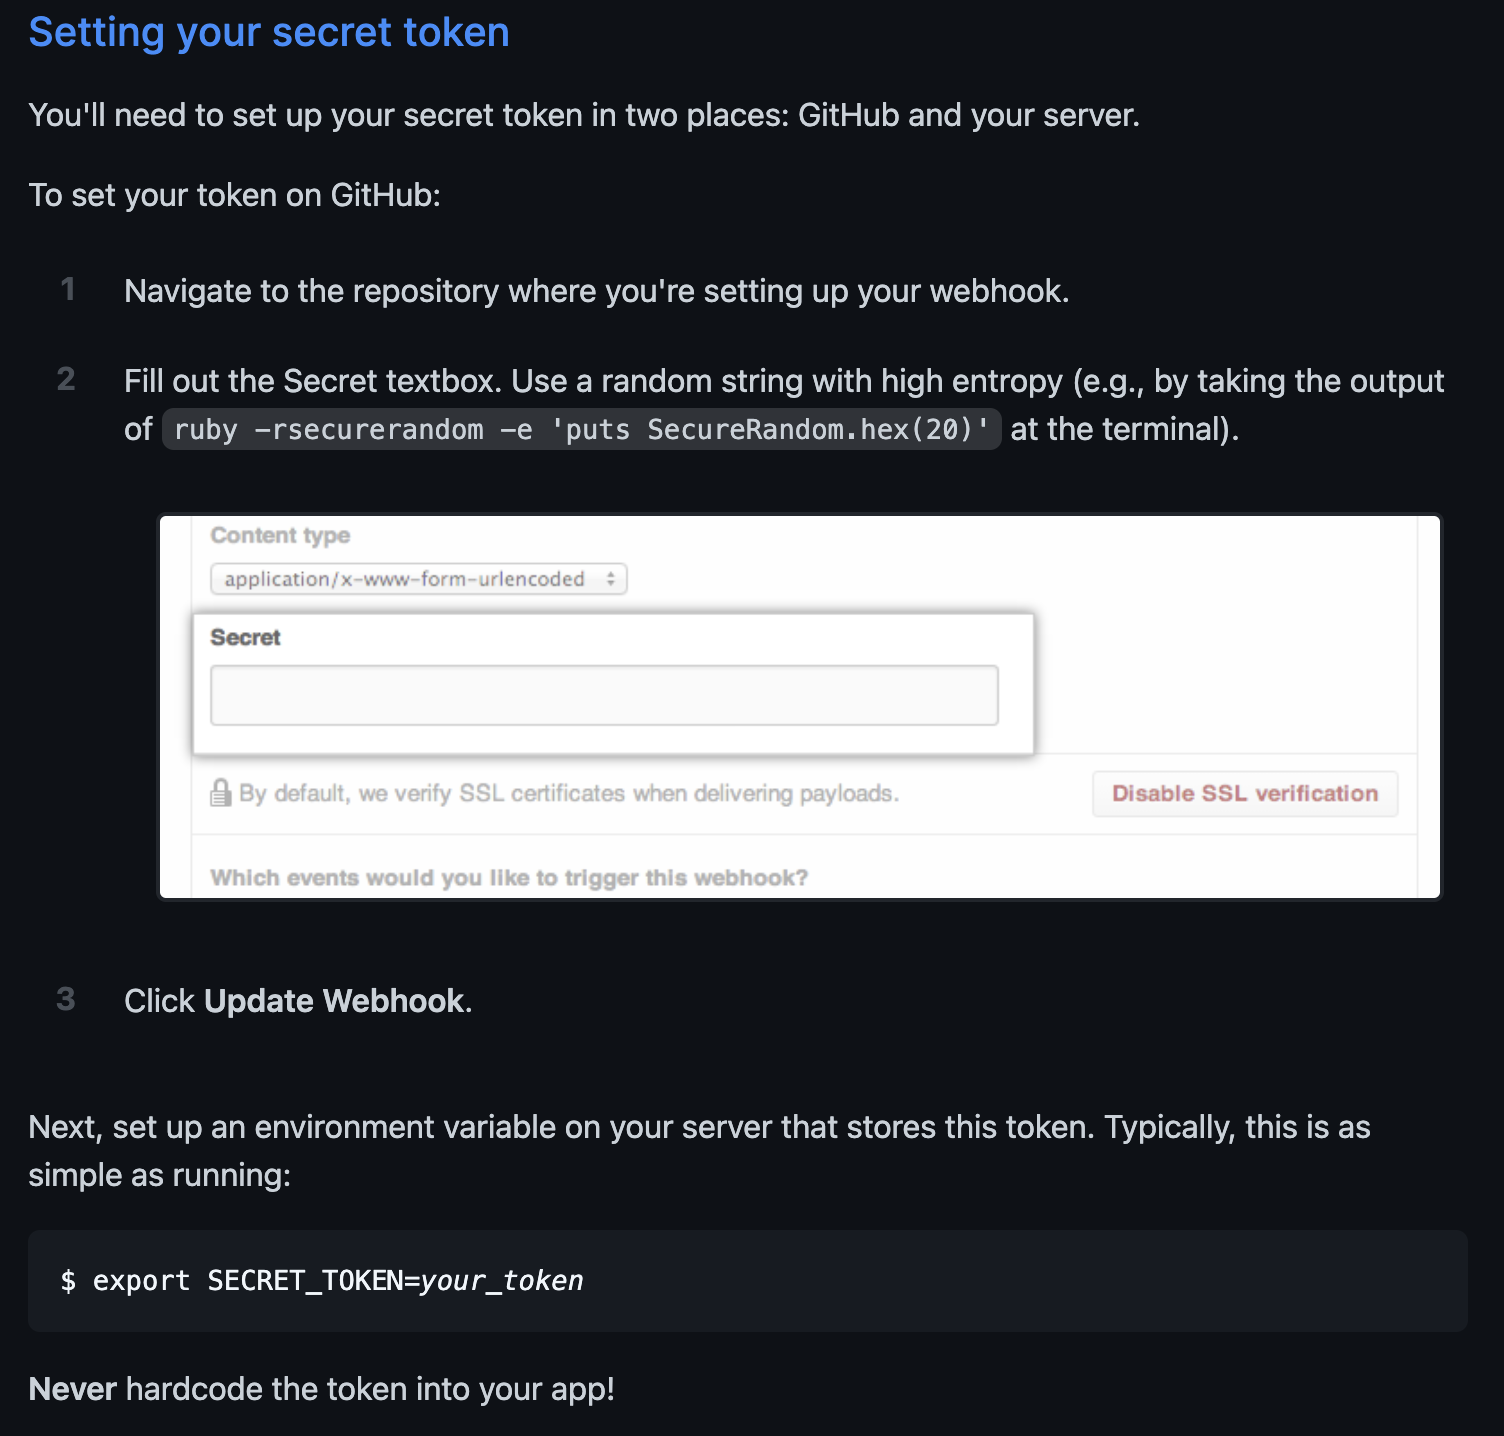 Setting your secret token
You'll need to set up your secret token in two places: GitHub and your server.
To set your token on GitHub:
1 Navigate to the repository where you're setting up your webhook.
2 Fill out the Secret textbox. Use a random string with high entropy (e.g., by taking the output
of ruby -rsecurerandom -e 'puts SecureRandom.hex(20)' at the terminal).
Content type
application/x-www-form-urlencoded
Secret
By default, we verify SSL certificates when delivering payloads. Disable SSL verification
Which events would you like to trigger this webhook?
3 Click Update Webhook.
Next, set up an environment variable on your server that stores this token. Typically, this is as
simple as running:
$ export SECRET_TOKEN=your_token
Never hardcode the token into your app!